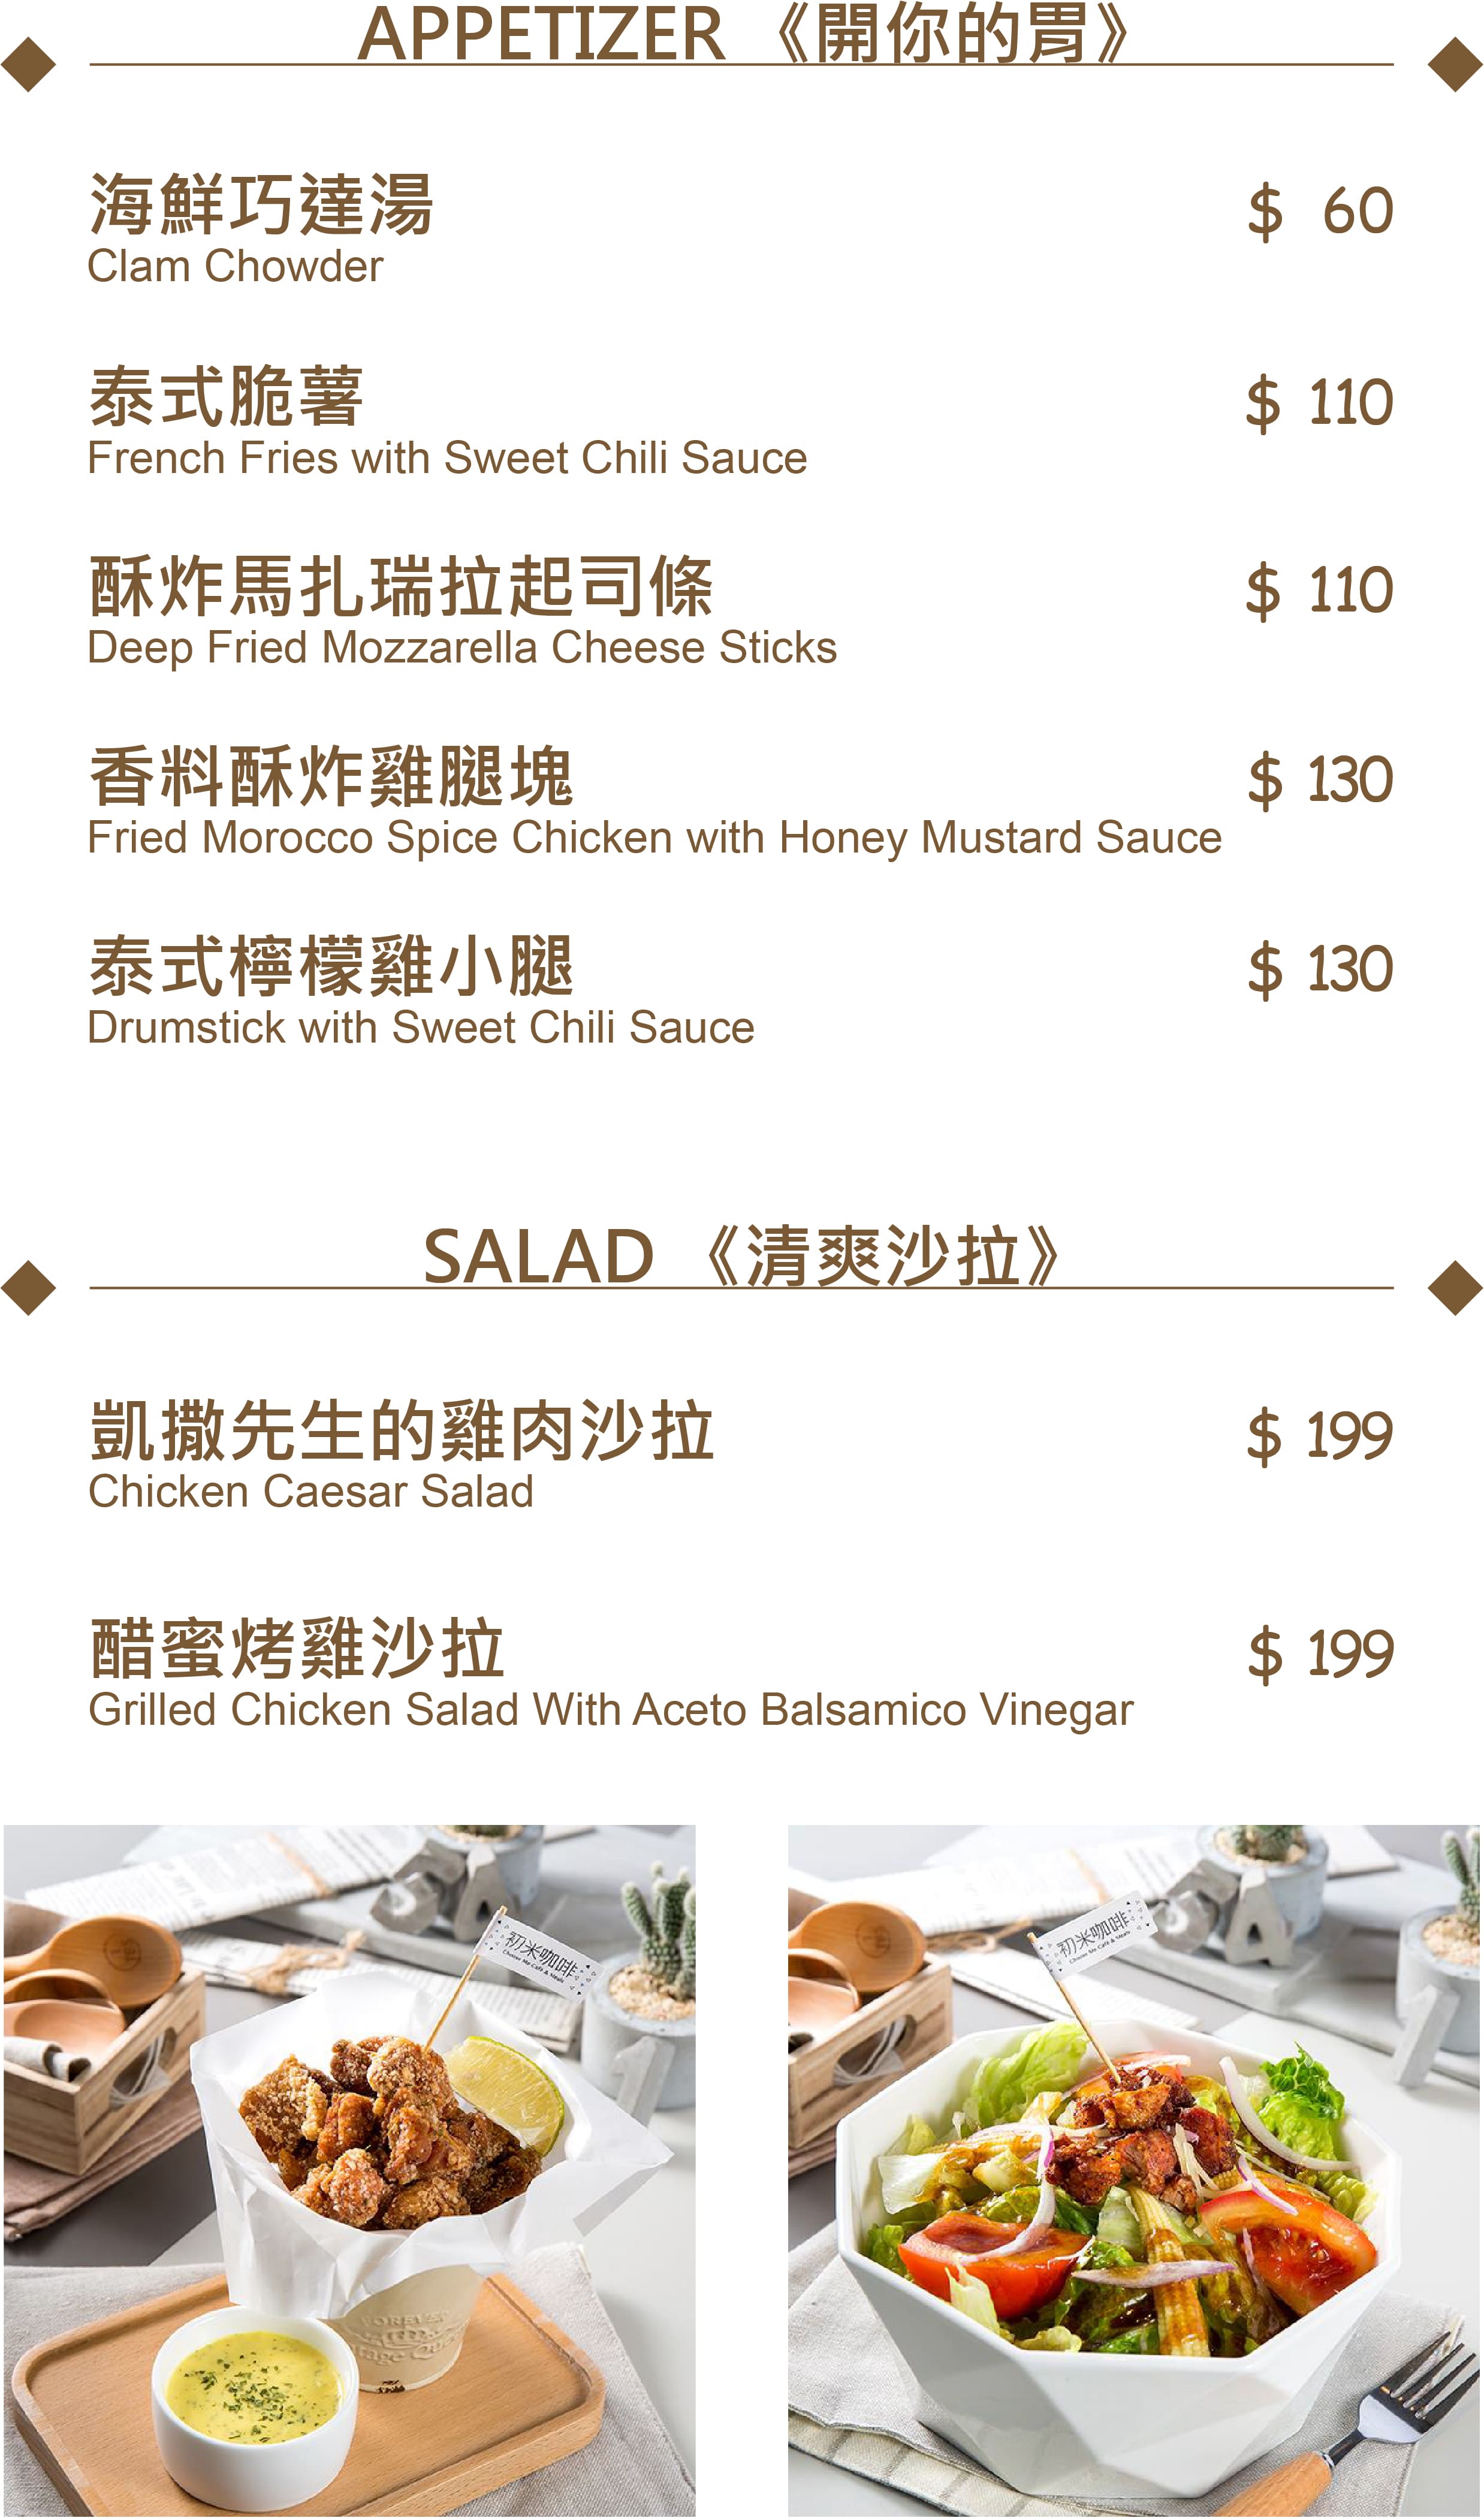 APPETIZER 《開你的胃》
海鮮巧達湯 $ 60
Clam Chowder
泰式脆薯 $ 110
French Fries with Sweet Chili Sauce
酥炸馬扎瑞拉起司條 $ 110
Deep Fried Mozzarella Cheese Sticks
香料酥炸雞腿塊 $ 130
Fried Morocco Spice Chicken with Honey Mustard Sauce
泰式檸檬雞小腿 $ 130
Drumstick with Sweet Chili Sauce
SALAD 《清爽沙拉》
凱撒先生的雞肉沙拉 $ 199
Chicken Caesar Salad
醋蜜烤雞沙拉 $ 199
Grilled Chicken Salad With Aceto Balsamico Vinegar
初米咖啡
初米咖啡